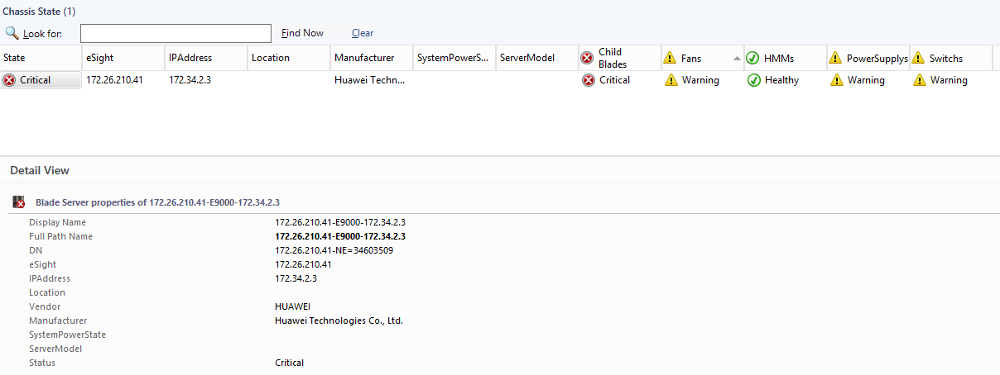 Chassis State (1)
Look for: Find Now Clear
State eSight IPAddress Location Manufacturer SystemPowerS... ServerModel Child Blades Fans HMMs PowerSupplys Switchs
Critical 172.26.210.41 172.34.2.3 Huawei Techn... Critical Warning Healthy Warning Warning
Detail View
Blade Server properties of 172.26.210.41-E9000-172.34.2.3
Display Name 172.26.210.41-E9000-172.34.2.3
Full Path Name 172.26.210.41-E9000-172.34.2.3
DN 172.26.210.41-NE=34603509
eSight 172.26.210.41
IPAddress 172.34.2.3
Location
Vendor HUAWEI
Manufacturer Huawei Technologies Co., Ltd.
SystemPowerState
ServerModel
Status Critical